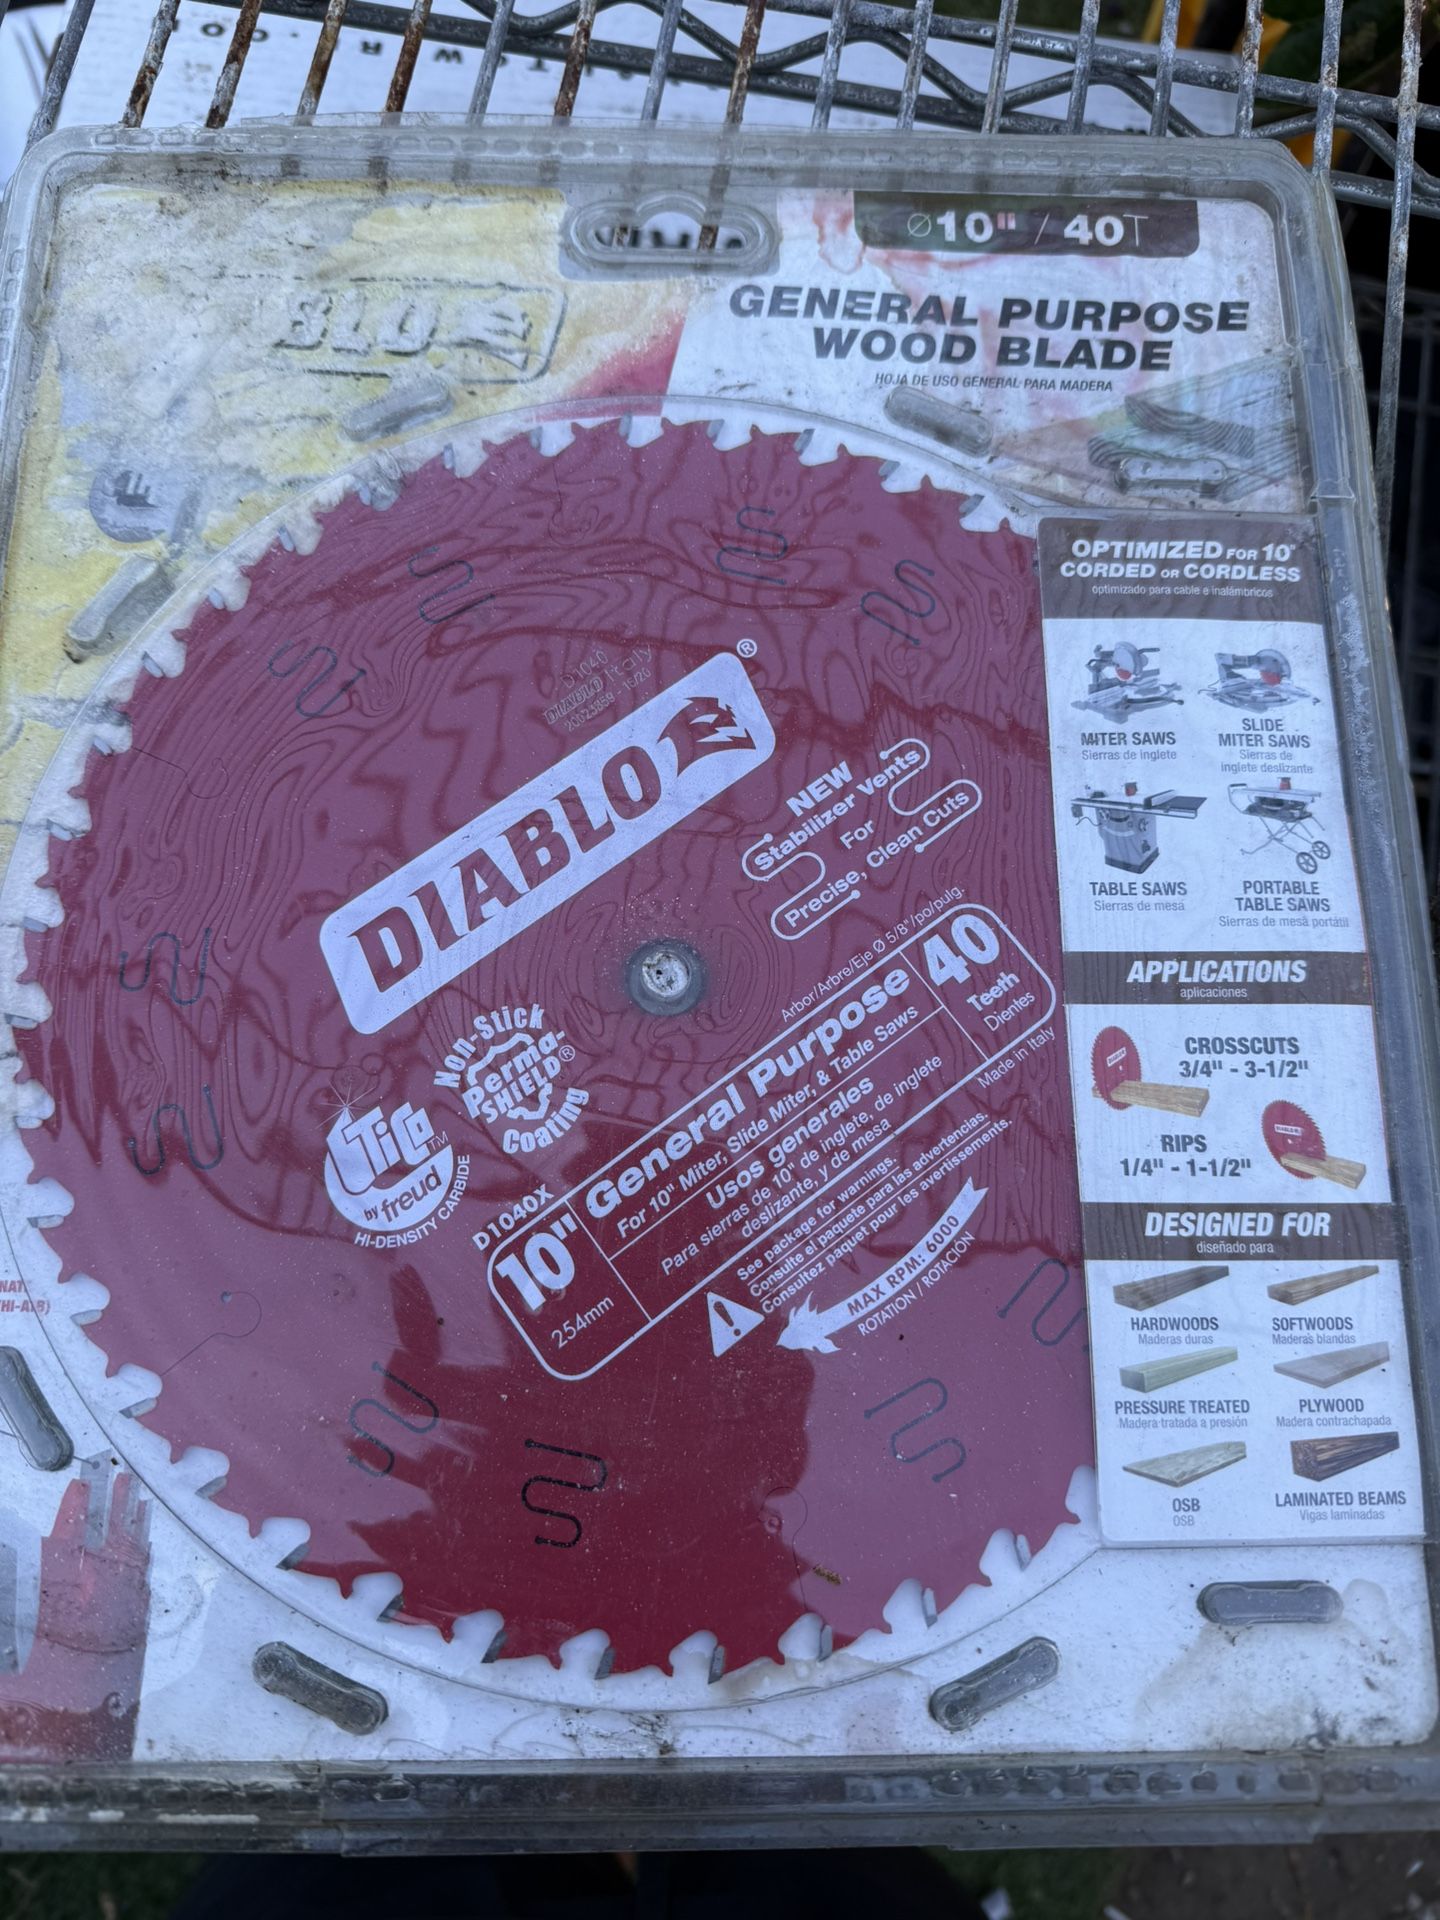 Ø10" / 40T
GENERAL PURPOSE
WOOD BLADE
HOJA DE USO GENERAL PARA MADERA
BLO
OPTIMIZED FOR 10"
CORDED OR CORDLESS
optimizado para cable e inalámbricos
MITER SAWS
Sierras de inglete
SLIDE
MITER SAWS
Sierras de
inglete deslizante
TABLE SAWS
Sierras de mesa
PORTABLE
TABLE SAWS
Sierras de mesa portátil
APPLICATIONS
aplicaciones
CROSSCUTS
3/4" - 3-1/2"
DIABLO
RIPS
1/4" - 1-1/2"
DIABLO
DESIGNED FOR
diseñado para
HARDWOODS
Maderas duras
SOFTWOODS
Maderas blandas
PRESSURE TREATED
Madera tratada a presión
PLYWOOD
Madera contrachapada
OSB
OSB
LAMINATED BEAMS
Vigas laminadas
D1040
DIABLO Italy
DIABLO®
NEW
Stabilizer Vents
For
Precise, Clean Cuts
Non-Stick
Perma-
SHIELD®
Coating
TiCo™
by freud
HI-DENSITY CARBIDE
Arbor/Arbre/Eje Ø 5/8"/po/pulg.
D1040X
10"
254mm
General Purpose
For 10" Miter, Slide Miter, & Table Saws
Usos generales
Para sierras de 10" de inglete, de inglete
deslizante, y de mesa
40
Teeth
Dientes
Made in Italy
See package for warnings.
Consulte el paquete para las advertencias.
Consultez paquet pour les avertissements.
MAX RPM: 6000
ROTATION / ROTACIÓN